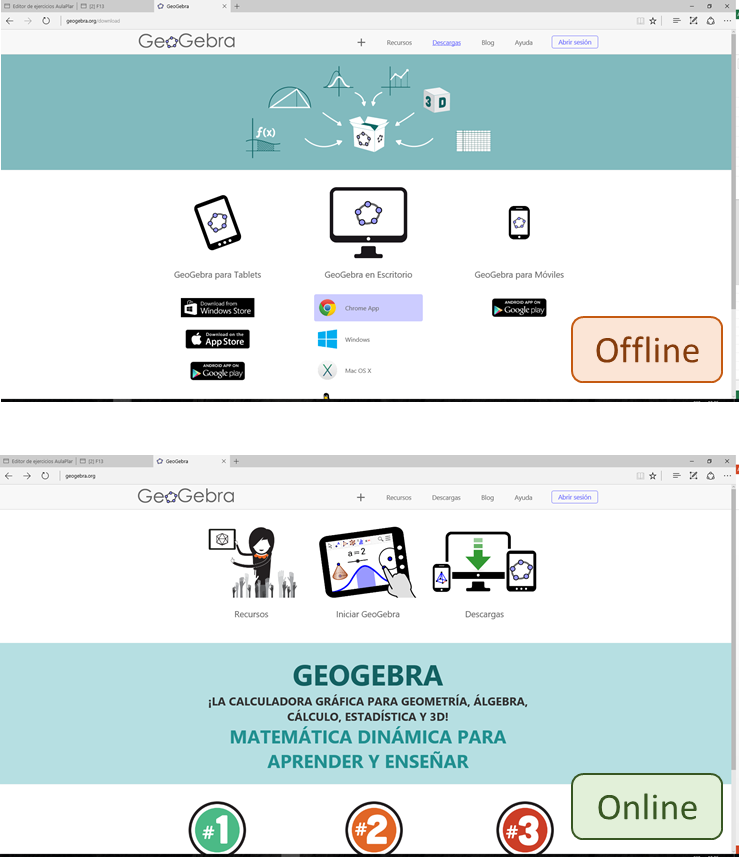 Editor de ejercicios AulaPlar
[2] F13
GeoGebra
geogebra.org/download
GeoGebra
Recursos
Descargas
Blog
Ayuda
Abrir sesión
f(x)
3 D
GeoGebra para Tablets
GeoGebra en Escritorio
GeoGebra para Móviles
Download from
Windows Store
Download on the
App Store
ANDROID APP ON
Google play
Chrome App
Windows
Mac OS X
ANDROID APP ON
Google play
Offline
Editor de ejercicios AulaPlar
[2] F13
GeoGebra
geogebra.org
GeoGebra
Recursos
Descargas
Blog
Ayuda
Abrir sesión
a = 2
Recursos
Iniciar GeoGebra
Descargas
GEOGEBRA
¡LA CALCULADORA GRÁFICA PARA GEOMETRÍA, ÁLGEBRA,
CÁLCULO, ESTADÍSTICA Y 3D!
MATEMÁTICA DINÁMICA PARA
APRENDER Y ENSEÑAR
Online
#1
#2
#3